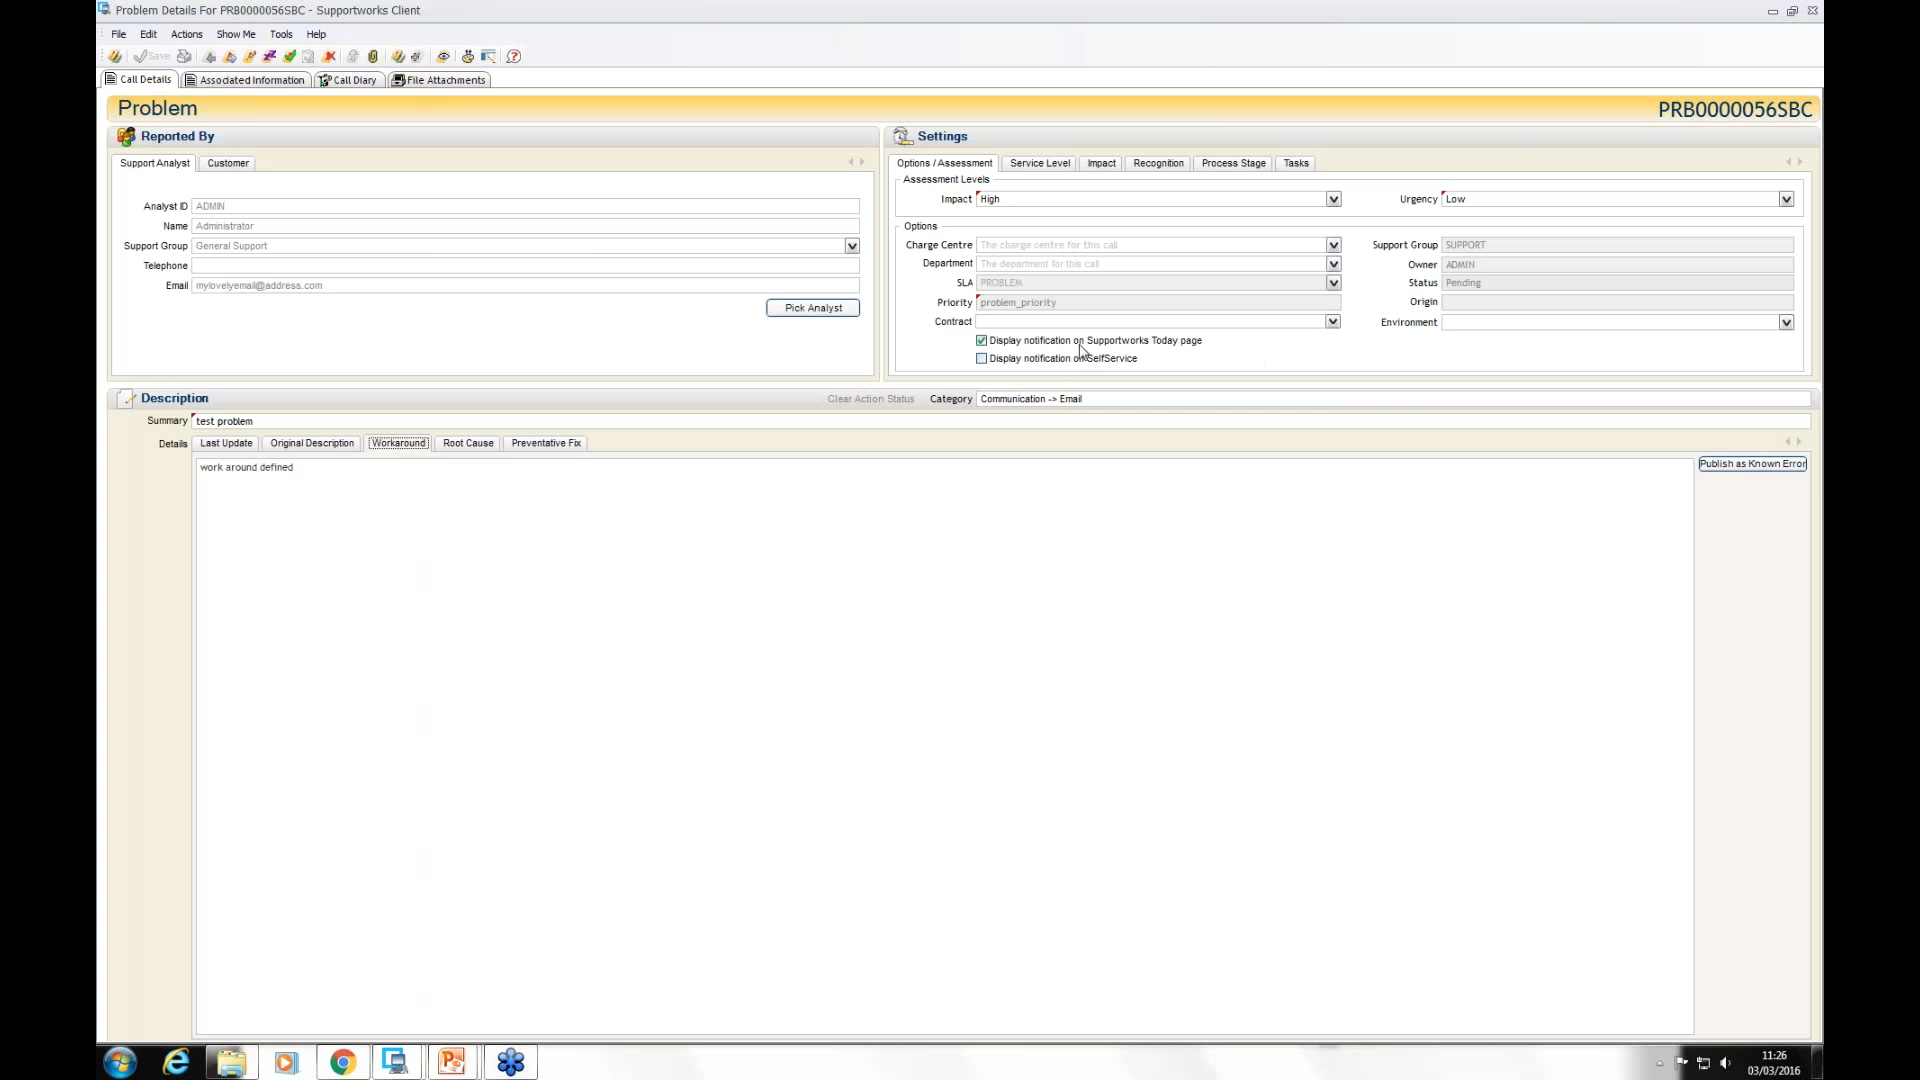 Problem Details For PRB0000056SBC - Supportworks Client
File Edit Actions Show Me Tools Help
Save
Call Details Associated Information Call Diary File Attachments
Problem PRB0000056SBC
Reported By
Support Analyst Customer
Analyst ID ADMIN
Name Administrator
Support Group General Support
Telephone
Email mylovelyemail@address.com
Pick Analyst
Settings
Options / Assessment Service Level Impact Recognition Process Stage Tasks
Assessment Levels
Impact High Urgency Low
Options
Charge Centre The charge centre for this call Support Group SUPPORT
Department The department for this call Owner ADMIN
SLA PROBLEM Status Pending
Priority problem_priority Origin
Contract Environment
Display notification on Supportworks Today page
Display notification on SelfService
Description Clear Action Status Category Communication -> Email
Summary test problem
Details Last Update Original Description Workaround Root Cause Preventative Fix
work around defined Publish as Known Error
11:26
03/03/2016